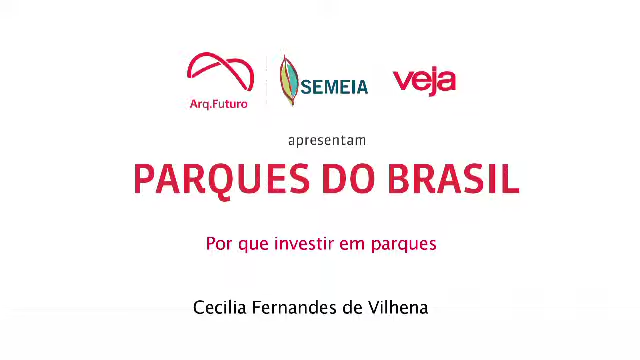 Arq.Futuro
SEMEIA
veja
apresentam
PARQUES DO BRASIL
Por que investir em parques
Cecilia Fernandes de Vilhena